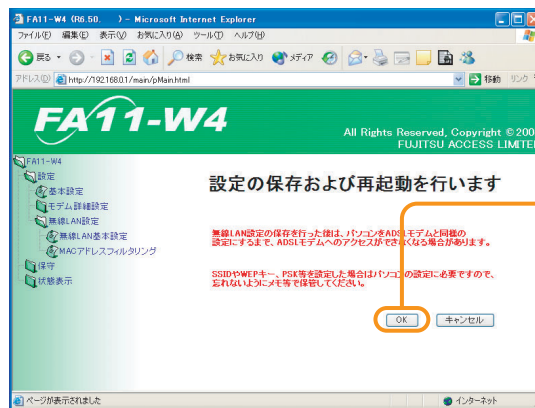 FA11-W4 (R6.50. ) - Microsoft Internet Explorer
ファイル(F) 編集(E) 表示(V) お気に入り(A) ツール(T) ヘルプ(H)
戻る 検索 お気に入り メディア
アドレス(D) http://192.168.0.1/main/pMain.html 移動 リンク
FA11-W4
All Rights Reserved, Copyright ©200
FUJITSU ACCESS LIMITE
FA11-W4
設定
基本設定
モデム詳細設定
無線LAN設定
無線LAN基本設定
MACアドレスフィルタリング
保守
状態表示
設定の保存および再起動を行います
無線LAN設定の保存を行った後は、パソコンをADSLモデムと同様の
設定にするまで、ADSLモデムへのアクセスができなくなる場合があります。
SSIDやWEPキー、PSK等を設定した場合はパソコンの設定に必要ですので、
忘れないようにメモ等で保管してください。
OK キャンセル
ページが表示されました インターネット